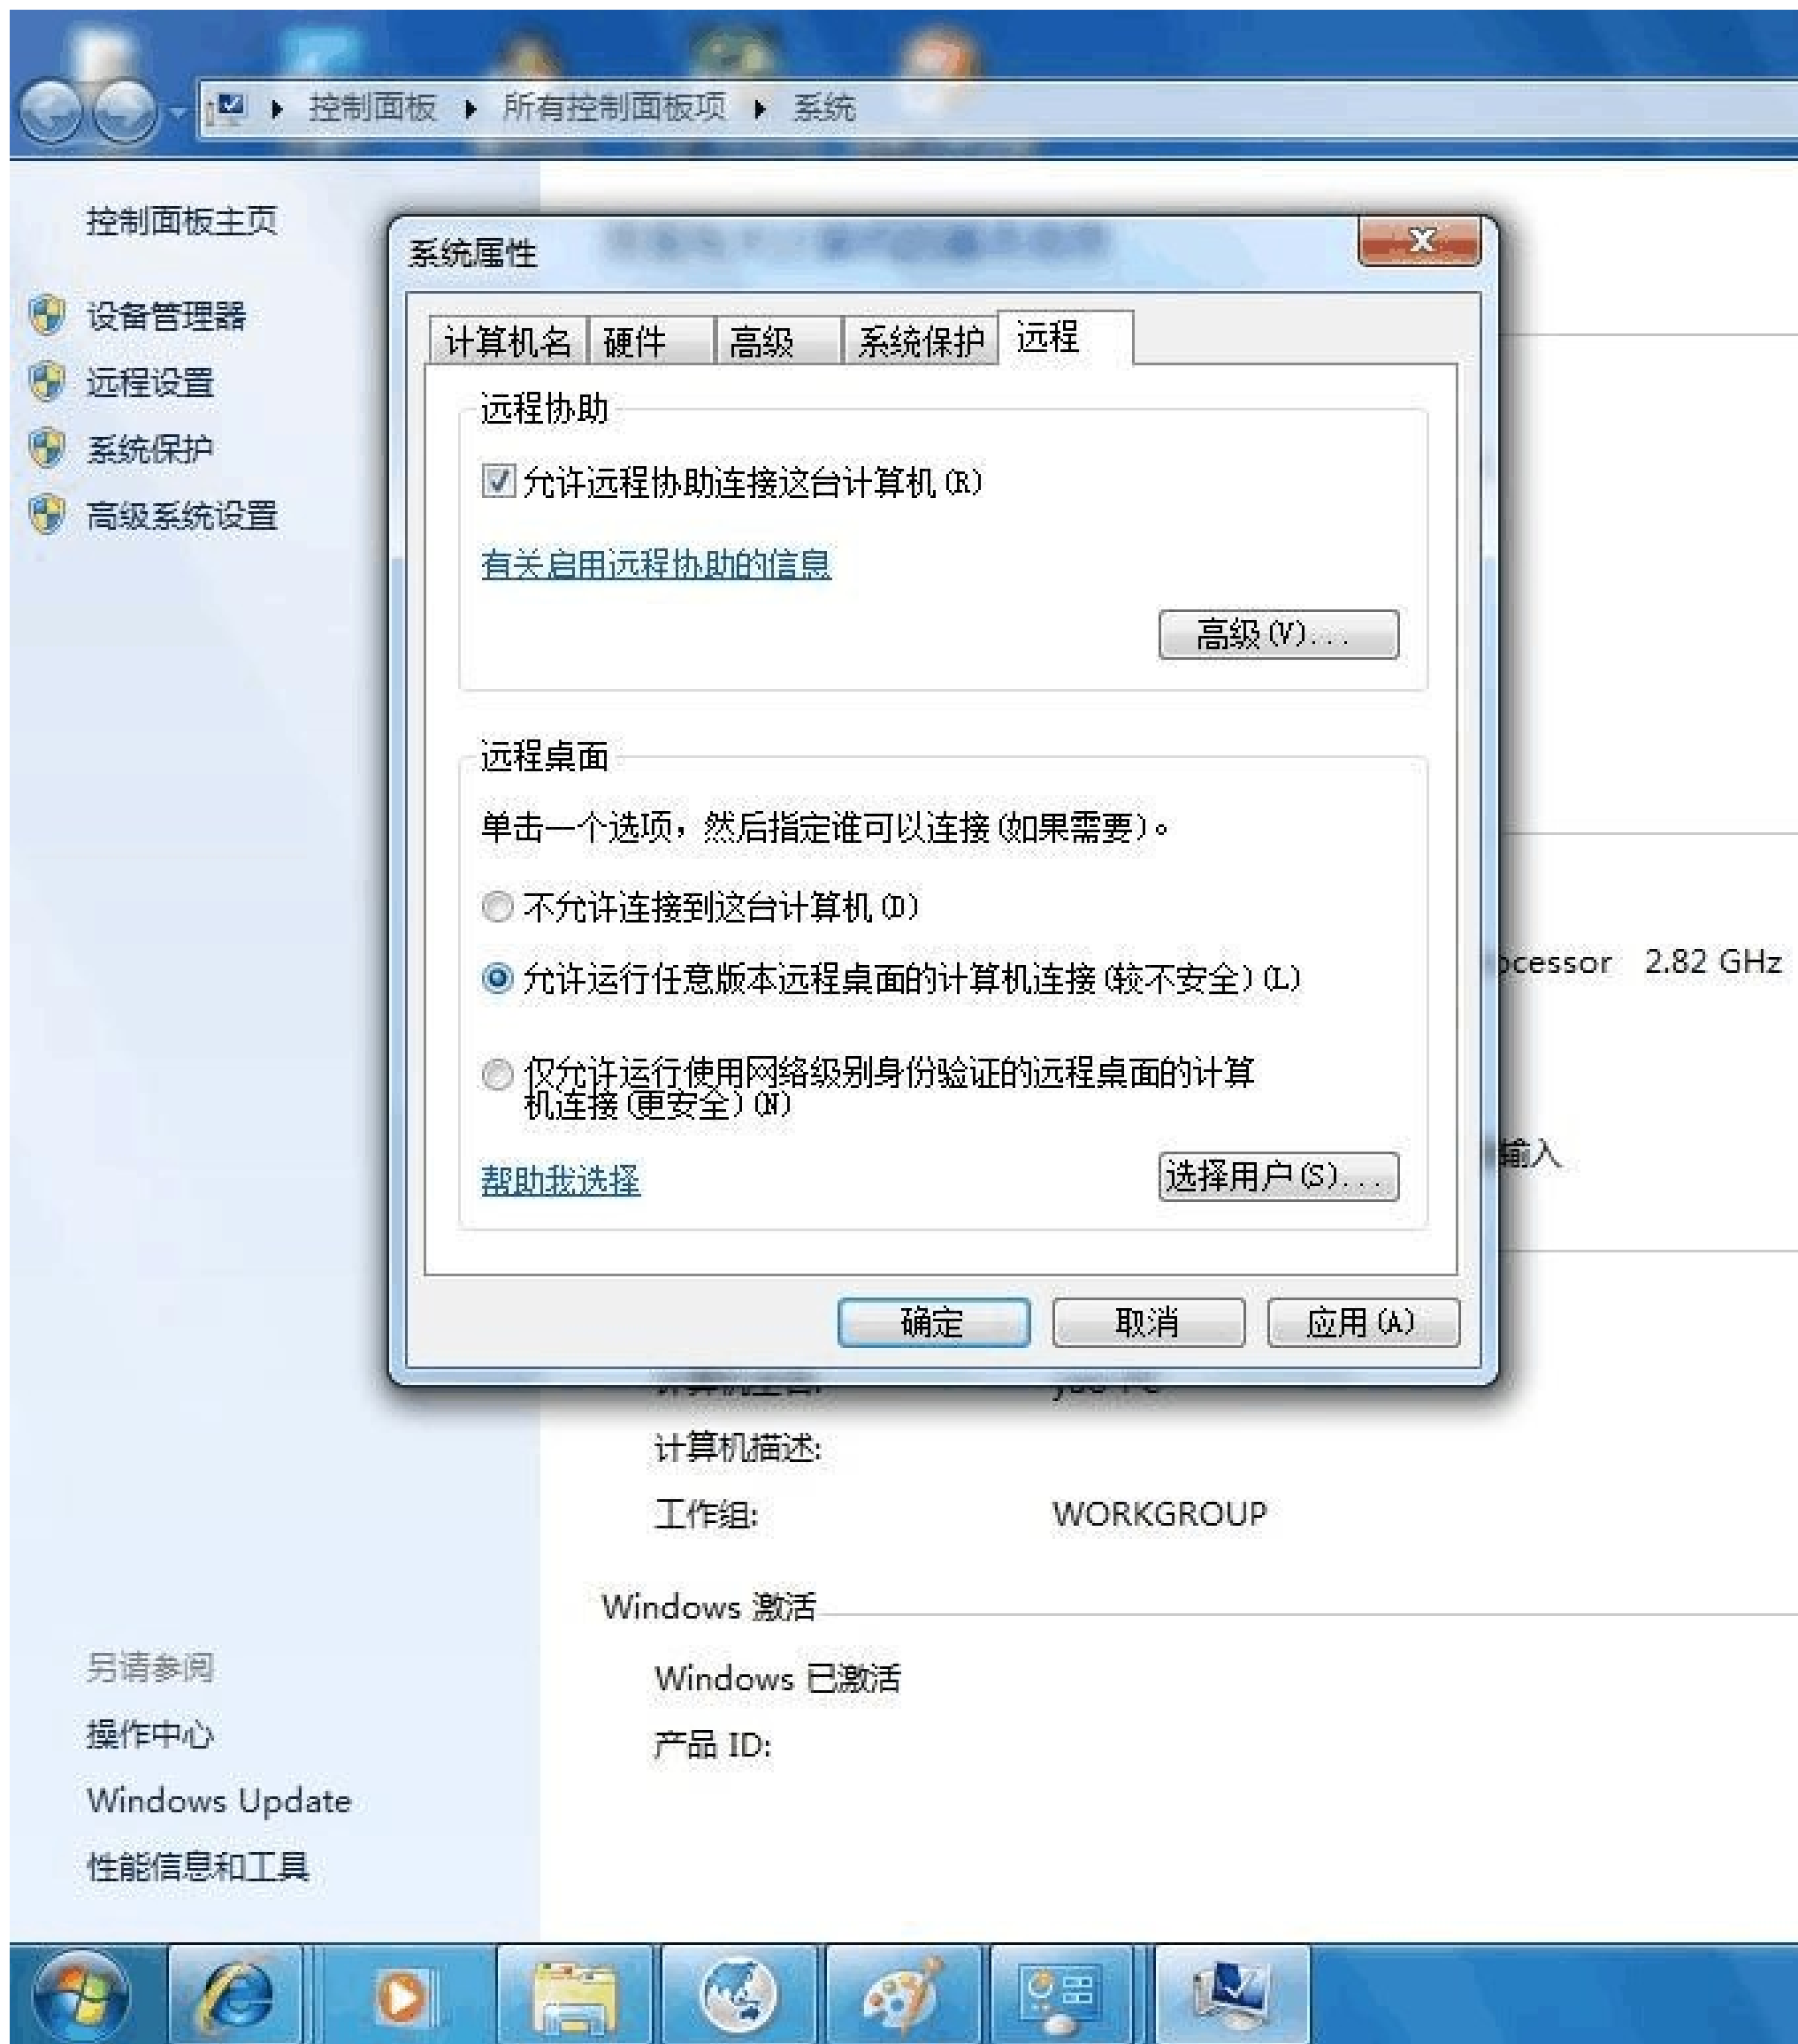 控制面板 ▸ 所有控制面板项 ▸ 系统
控制面板主页
设备管理器
远程设置
系统保护
高级系统设置
系统属性
计算机名 硬件 高级 系统保护 远程
远程协助
允许远程协助连接这台计算机(R)
有关启用远程协助的信息
高级(V)...
远程桌面
单击一个选项，然后指定谁可以连接(如果需要)。
不允许连接到这台计算机(D)
允许运行任意版本远程桌面的计算机连接(较不安全)(L)
仅允许运行使用网络级别身份验证的远程桌面的计算
机连接(更安全)(N)
帮助我选择
选择用户(S)...
确定 取消 应用(A)
ocessor 2.82 GHz
输入
计算机描述:
工作组: WORKGROUP
Windows 激活
Windows 已激活
产品 ID:
另请参阅
操作中心
Windows Update
性能信息和工具